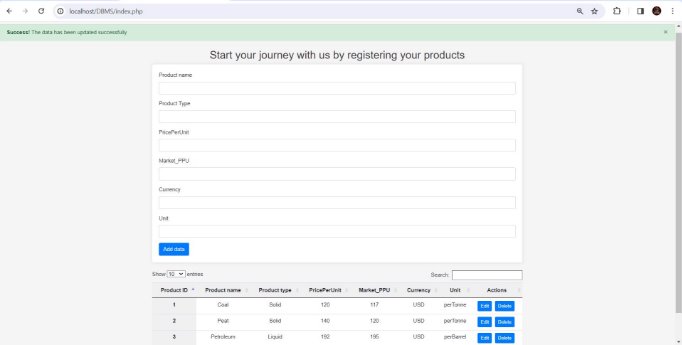 localhost/DBMS/index.php
Success! The data has been updated successfully
×
Start your journey with us by registering your products
Product name
Product Type
PricePerUnit
Market_PPU
Currency
Unit
Add data
Show 10 entries
Search:
Product ID Product name Product type PricePerUnit Market_PPU Currency Unit Actions
1 Coal Solid 120 117 USD perTonne Edit Delete
2 Peat Solid 140 120 USD perTonne Edit Delete
3 Petroleum Liquid 192 195 USD perBarrel Edit Delete